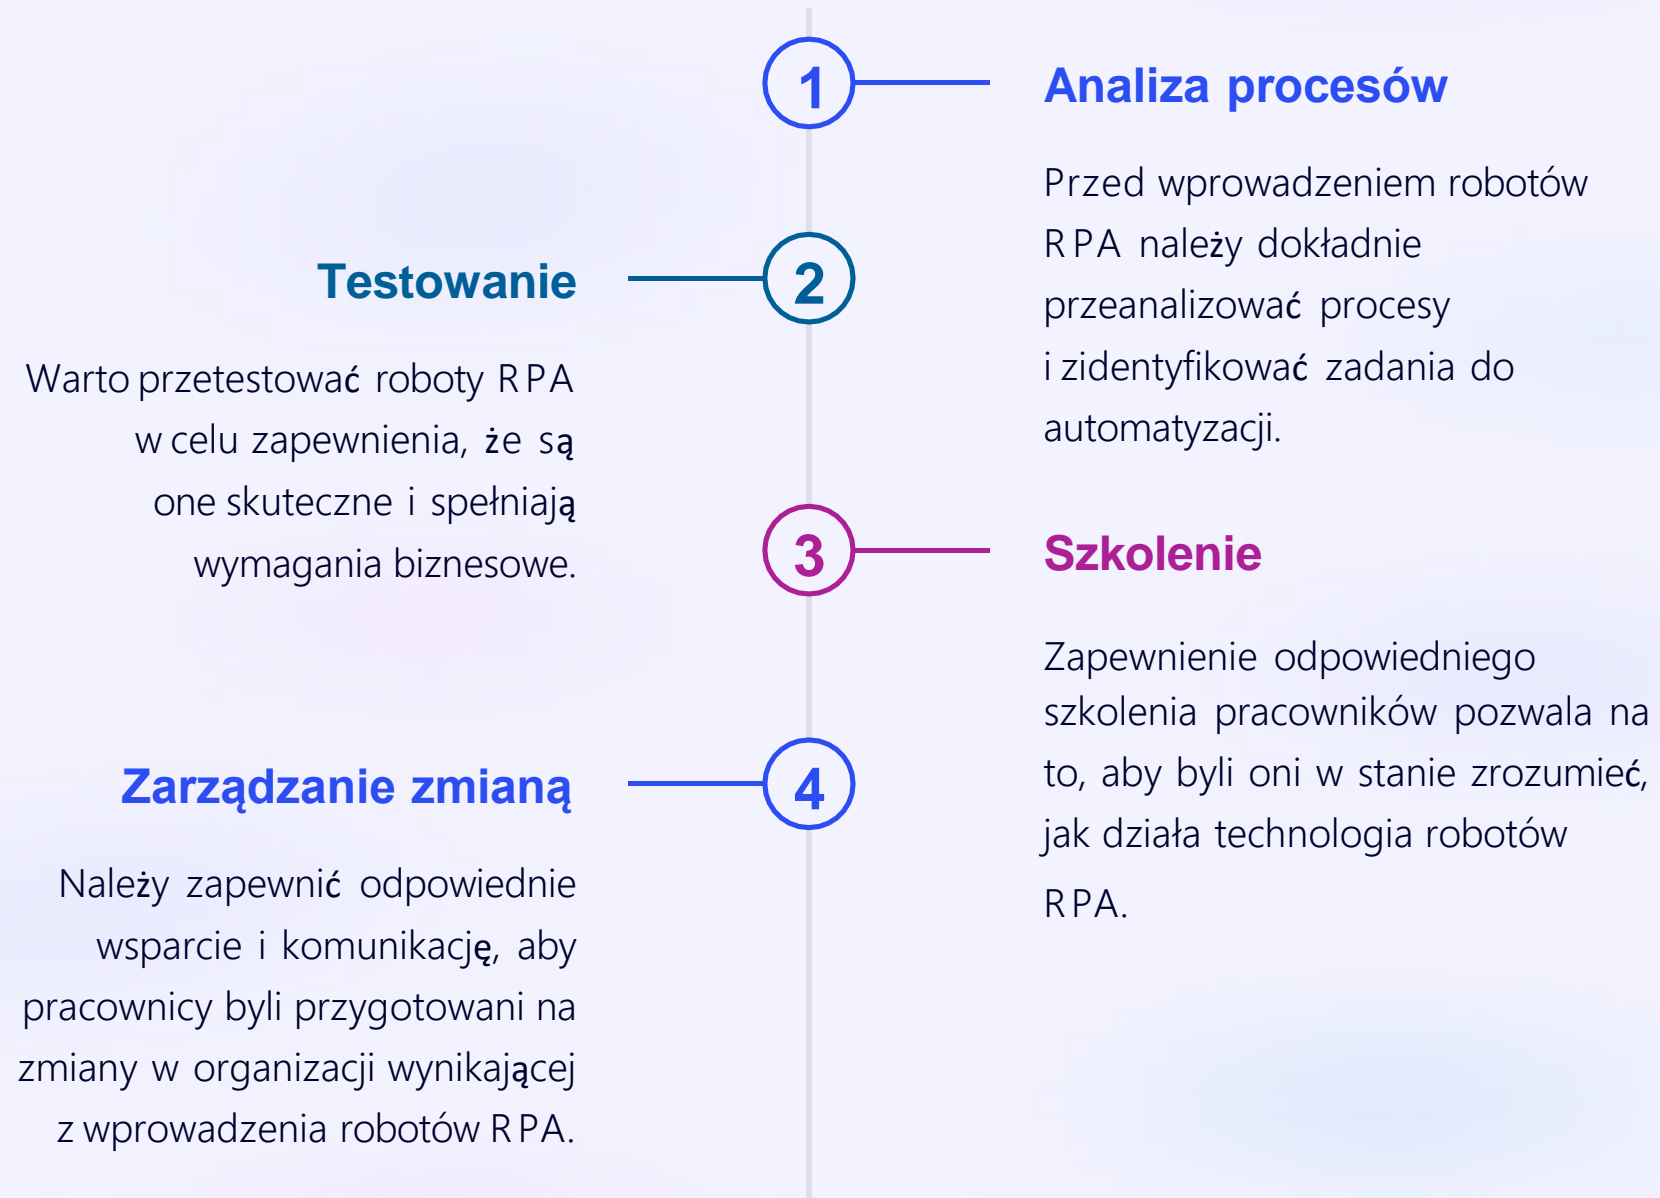 1
Analiza procesów
Przed wprowadzeniem robotów
RPA należy dokładnie
przeanalizować procesy
i zidentyfikować zadania do
automatyzacji.
2
Testowanie
Warto przetestować roboty RPA
w celu zapewnienia, że są
one skuteczne i spełniają
wymagania biznesowe.
3
Szkolenie
Zapewnienie odpowiedniego
szkolenia pracowników pozwala na
to, aby byli oni w stanie zrozumieć,
jak działa technologia robotów
RPA.
4
Zarządzanie zmianą
Należy zapewnić odpowiednie
wsparcie i komunikację, aby
pracownicy byli przygotowani na
zmiany w organizacji wynikającej
z wprowadzenia robotów RPA.